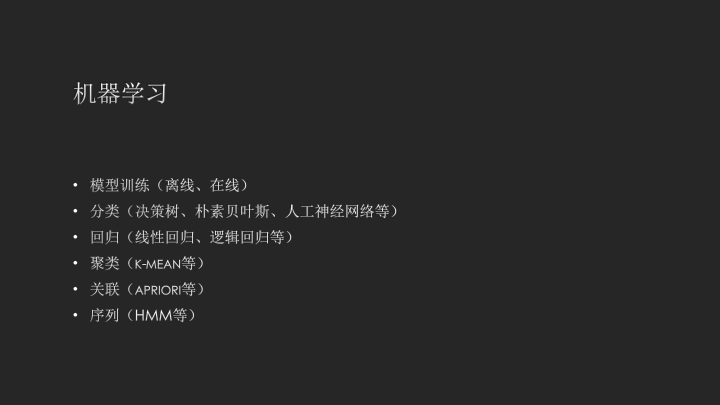 机器学习
• 模型训练（离线、在线）
• 分类（决策树、朴素贝叶斯、人工神经网络等）
• 回归（线性回归、逻辑回归等）
• 聚类（K-MEAN等）
• 关联（APRIORI等）
• 序列（HMM等）